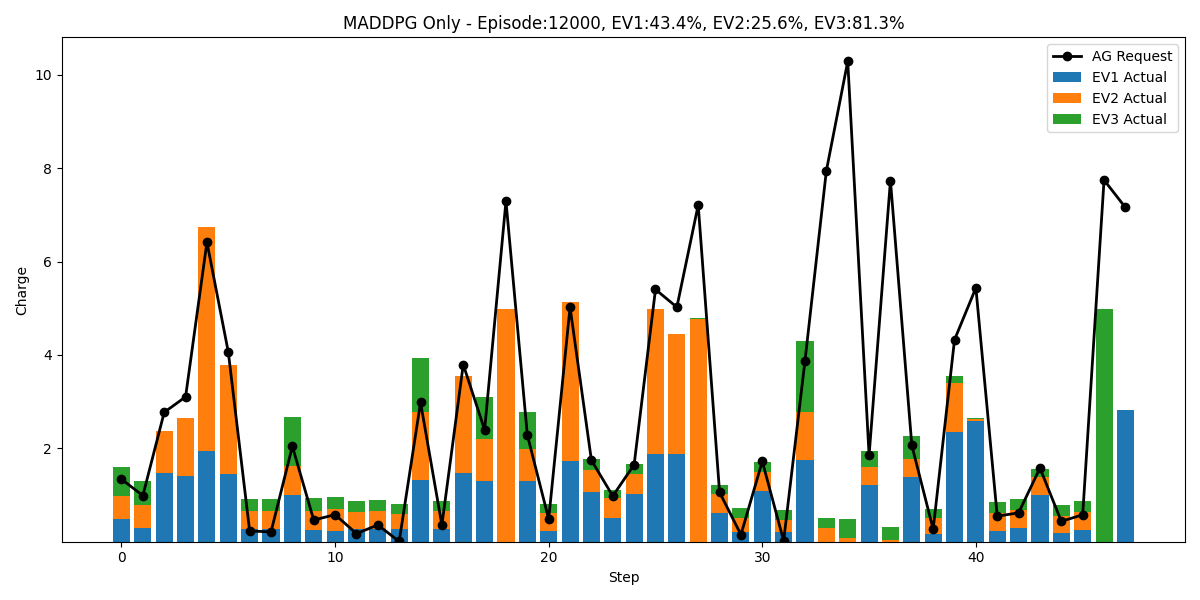 MADDPG Only - Episode:12000, EV1:43.4%, EV2:25.6%, EV3:81.3%
AG Request
EV1 Actual
EV2 Actual
EV3 Actual
Charge
10
8
6
4
2
0 10 20 30 40
Step